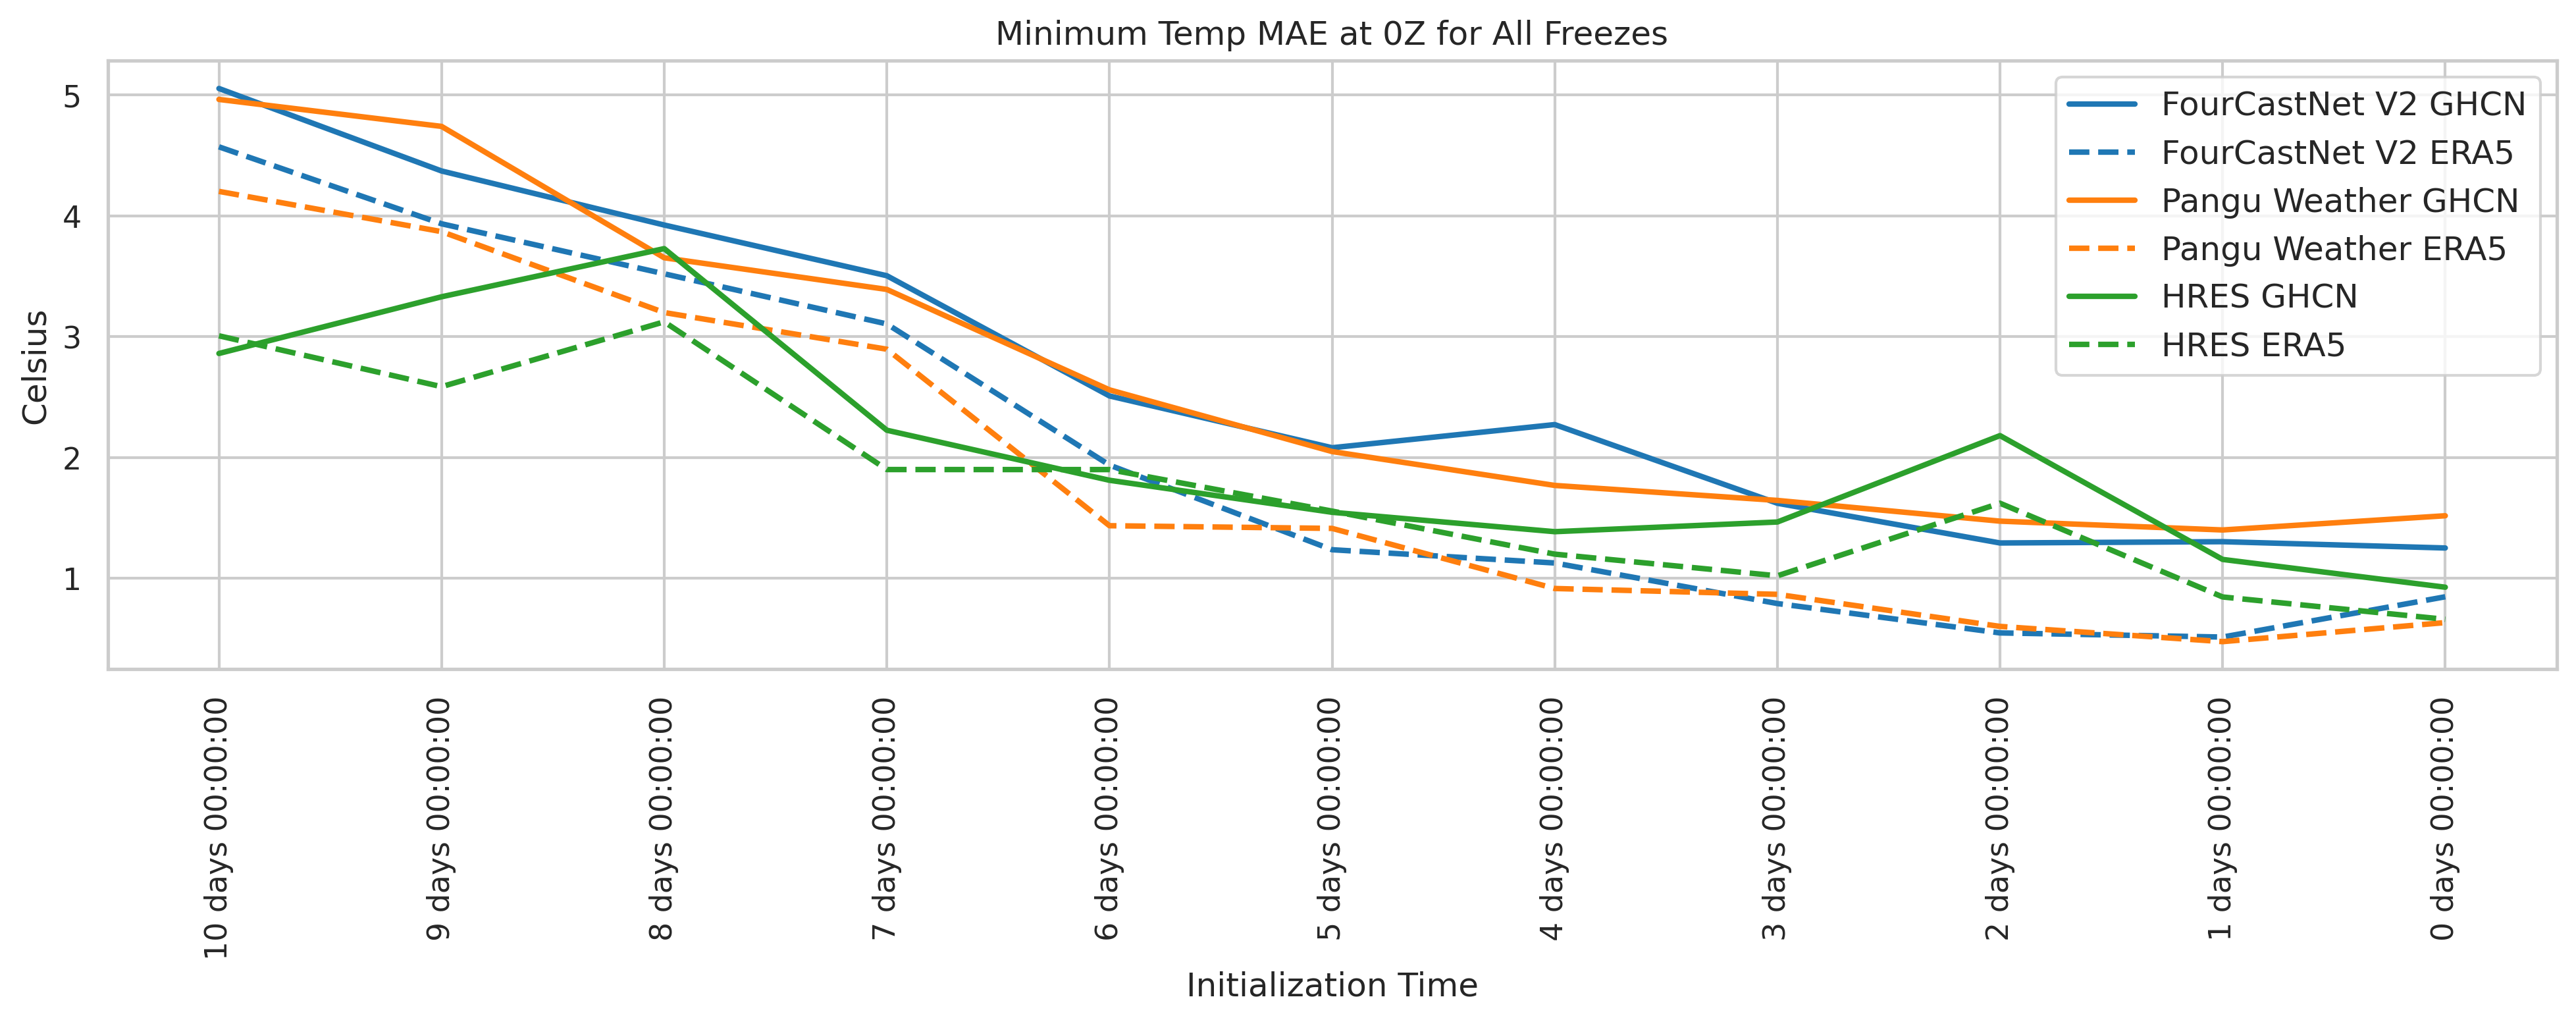 Minimum Temp MAE at 0Z for All Freezes
5
4
3
2
1
Celsius
FourCastNet V2 GHCN
FourCastNet V2 ERA5
Pangu Weather GHCN
Pangu Weather ERA5
HRES GHCN
HRES ERA5
10 days 00:00:00
9 days 00:00:00
8 days 00:00:00
7 days 00:00:00
6 days 00:00:00
5 days 00:00:00
4 days 00:00:00
3 days 00:00:00
2 days 00:00:00
1 days 00:00:00
0 days 00:00:00
Initialization Time